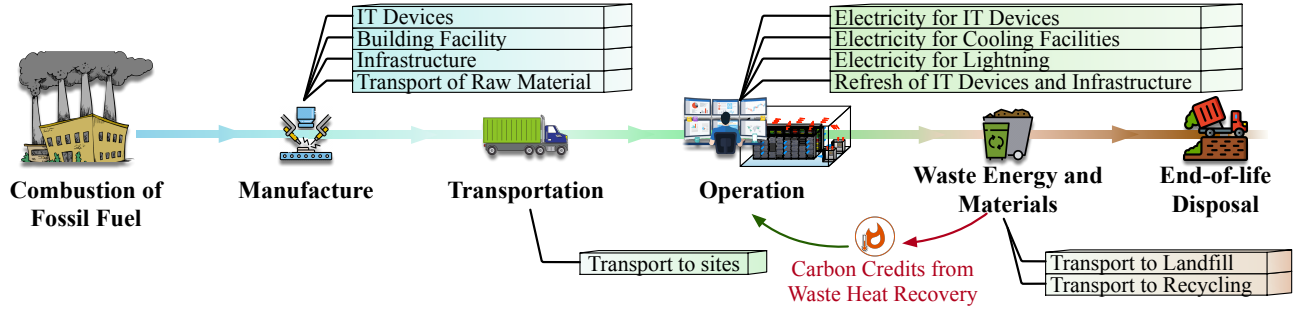 IT Devices
Building Facility
Infrastructure
Transport of Raw Material
Electricity for IT Devices
Electricity for Cooling Facilities
Electricity for Lightning
Refresh of IT Devices and Infrastructure
Combustion of
Fossil Fuel
Manufacture
Transportation
Operation
Waste Energy and
Materials
End-of-life
Disposal
Transport to sites
Carbon Credits from
Waste Heat Recovery
Transport to Landfill
Transport to Recycling